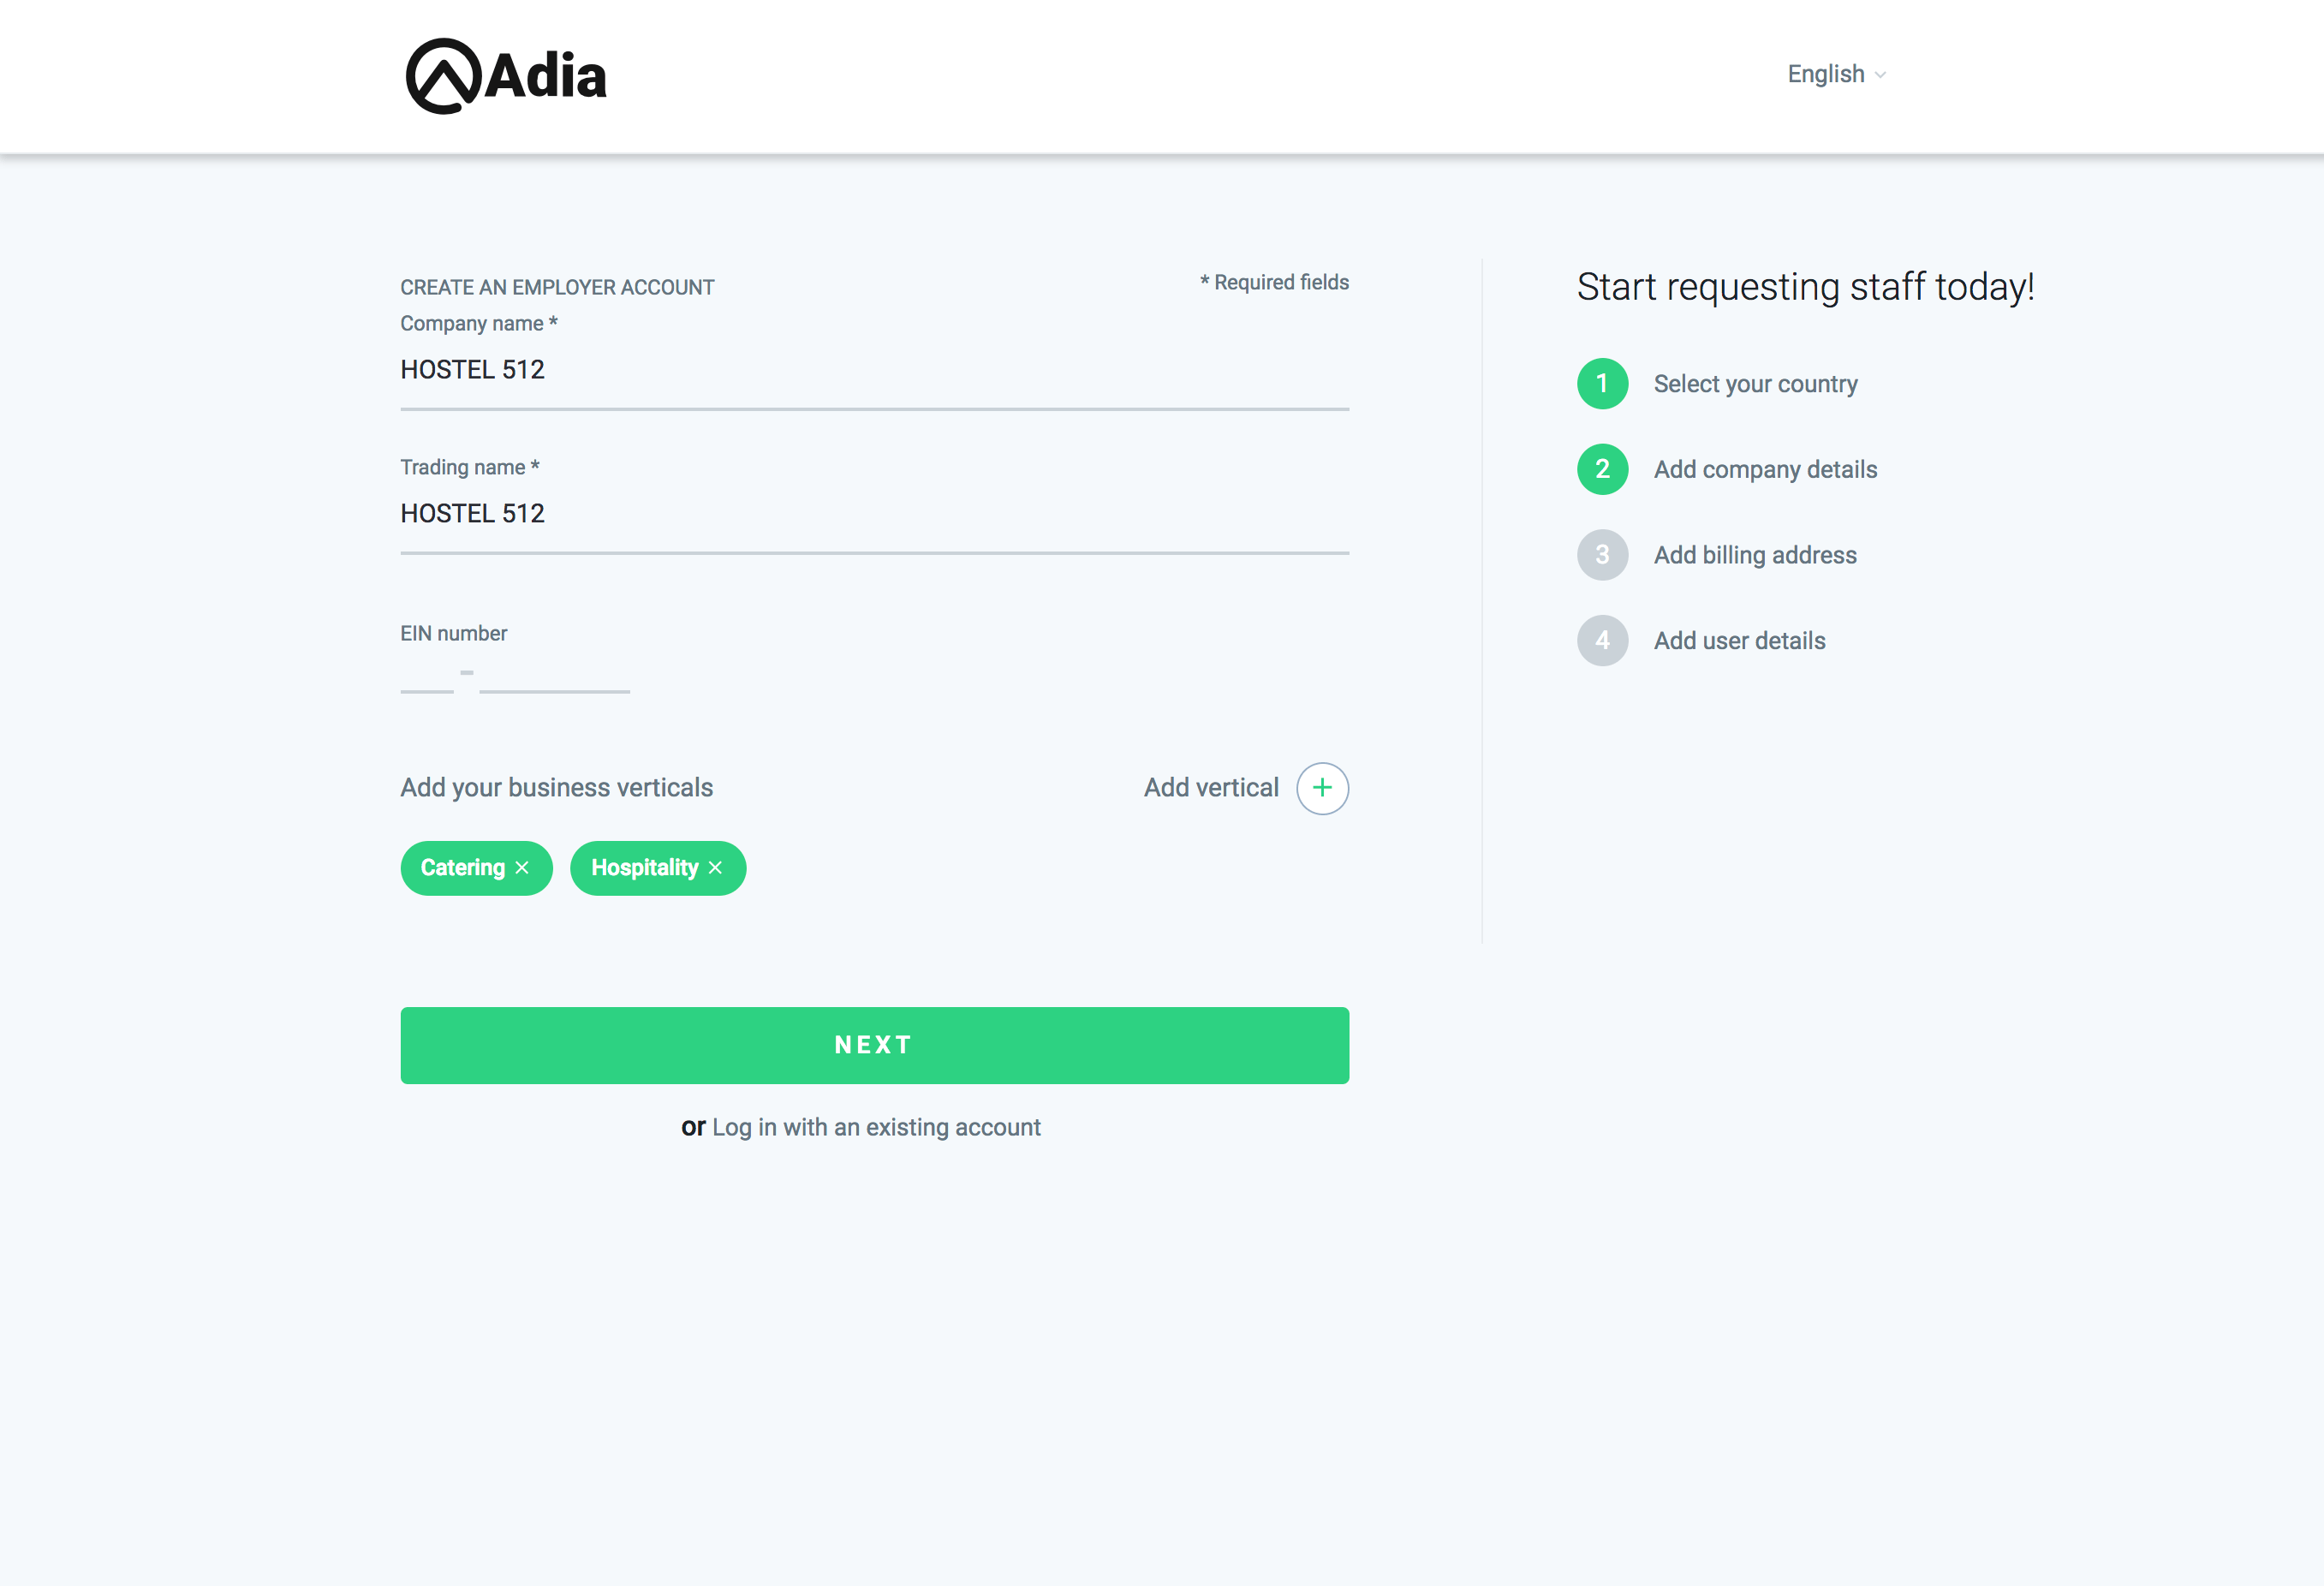 Adia
English
CREATE AN EMPLOYER ACCOUNT
* Required fields
Company name *
HOSTEL 512
Trading name *
HOSTEL 512
EIN number
-
Add your business verticals
Add vertical +
Catering × Hospitality ×
NEXT
or Log in with an existing account
Start requesting staff today!
1 Select your country
2 Add company details
3 Add billing address
4 Add user details